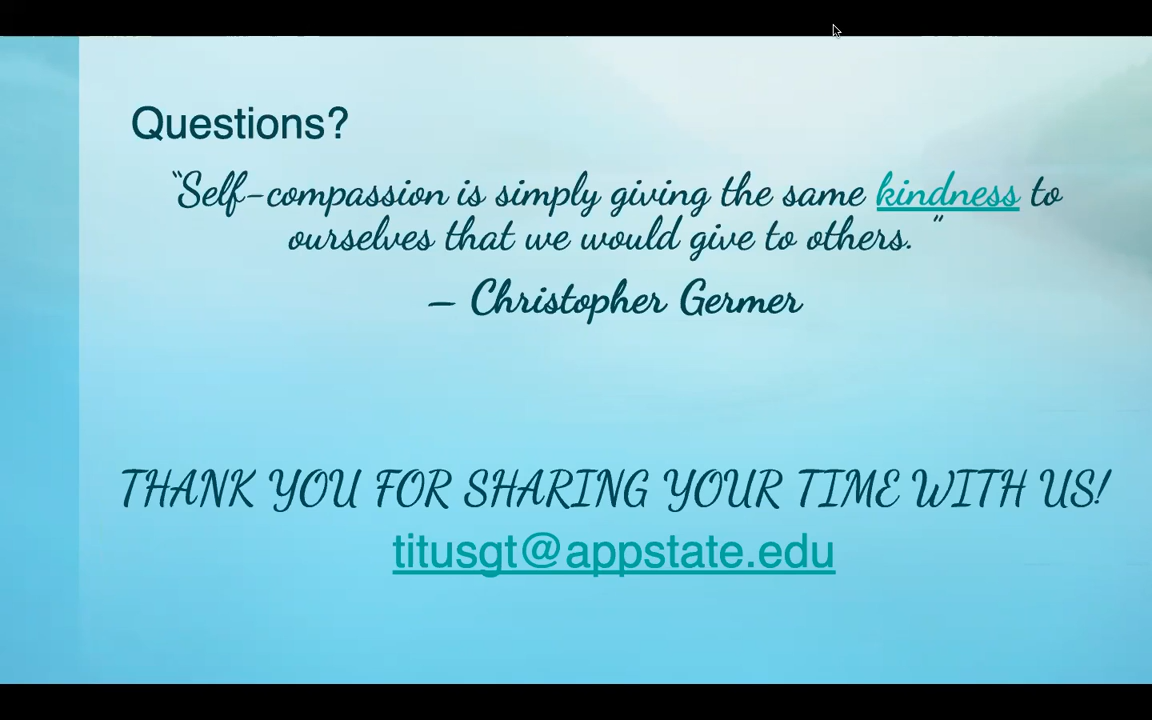 Questions?
“Self-compassion is simply giving the same kindness to
ourselves that we would give to others. ”
– Christopher Germer
THANK YOU FOR SHARING YOUR TIME WITH US!
titusgt@appstate.edu